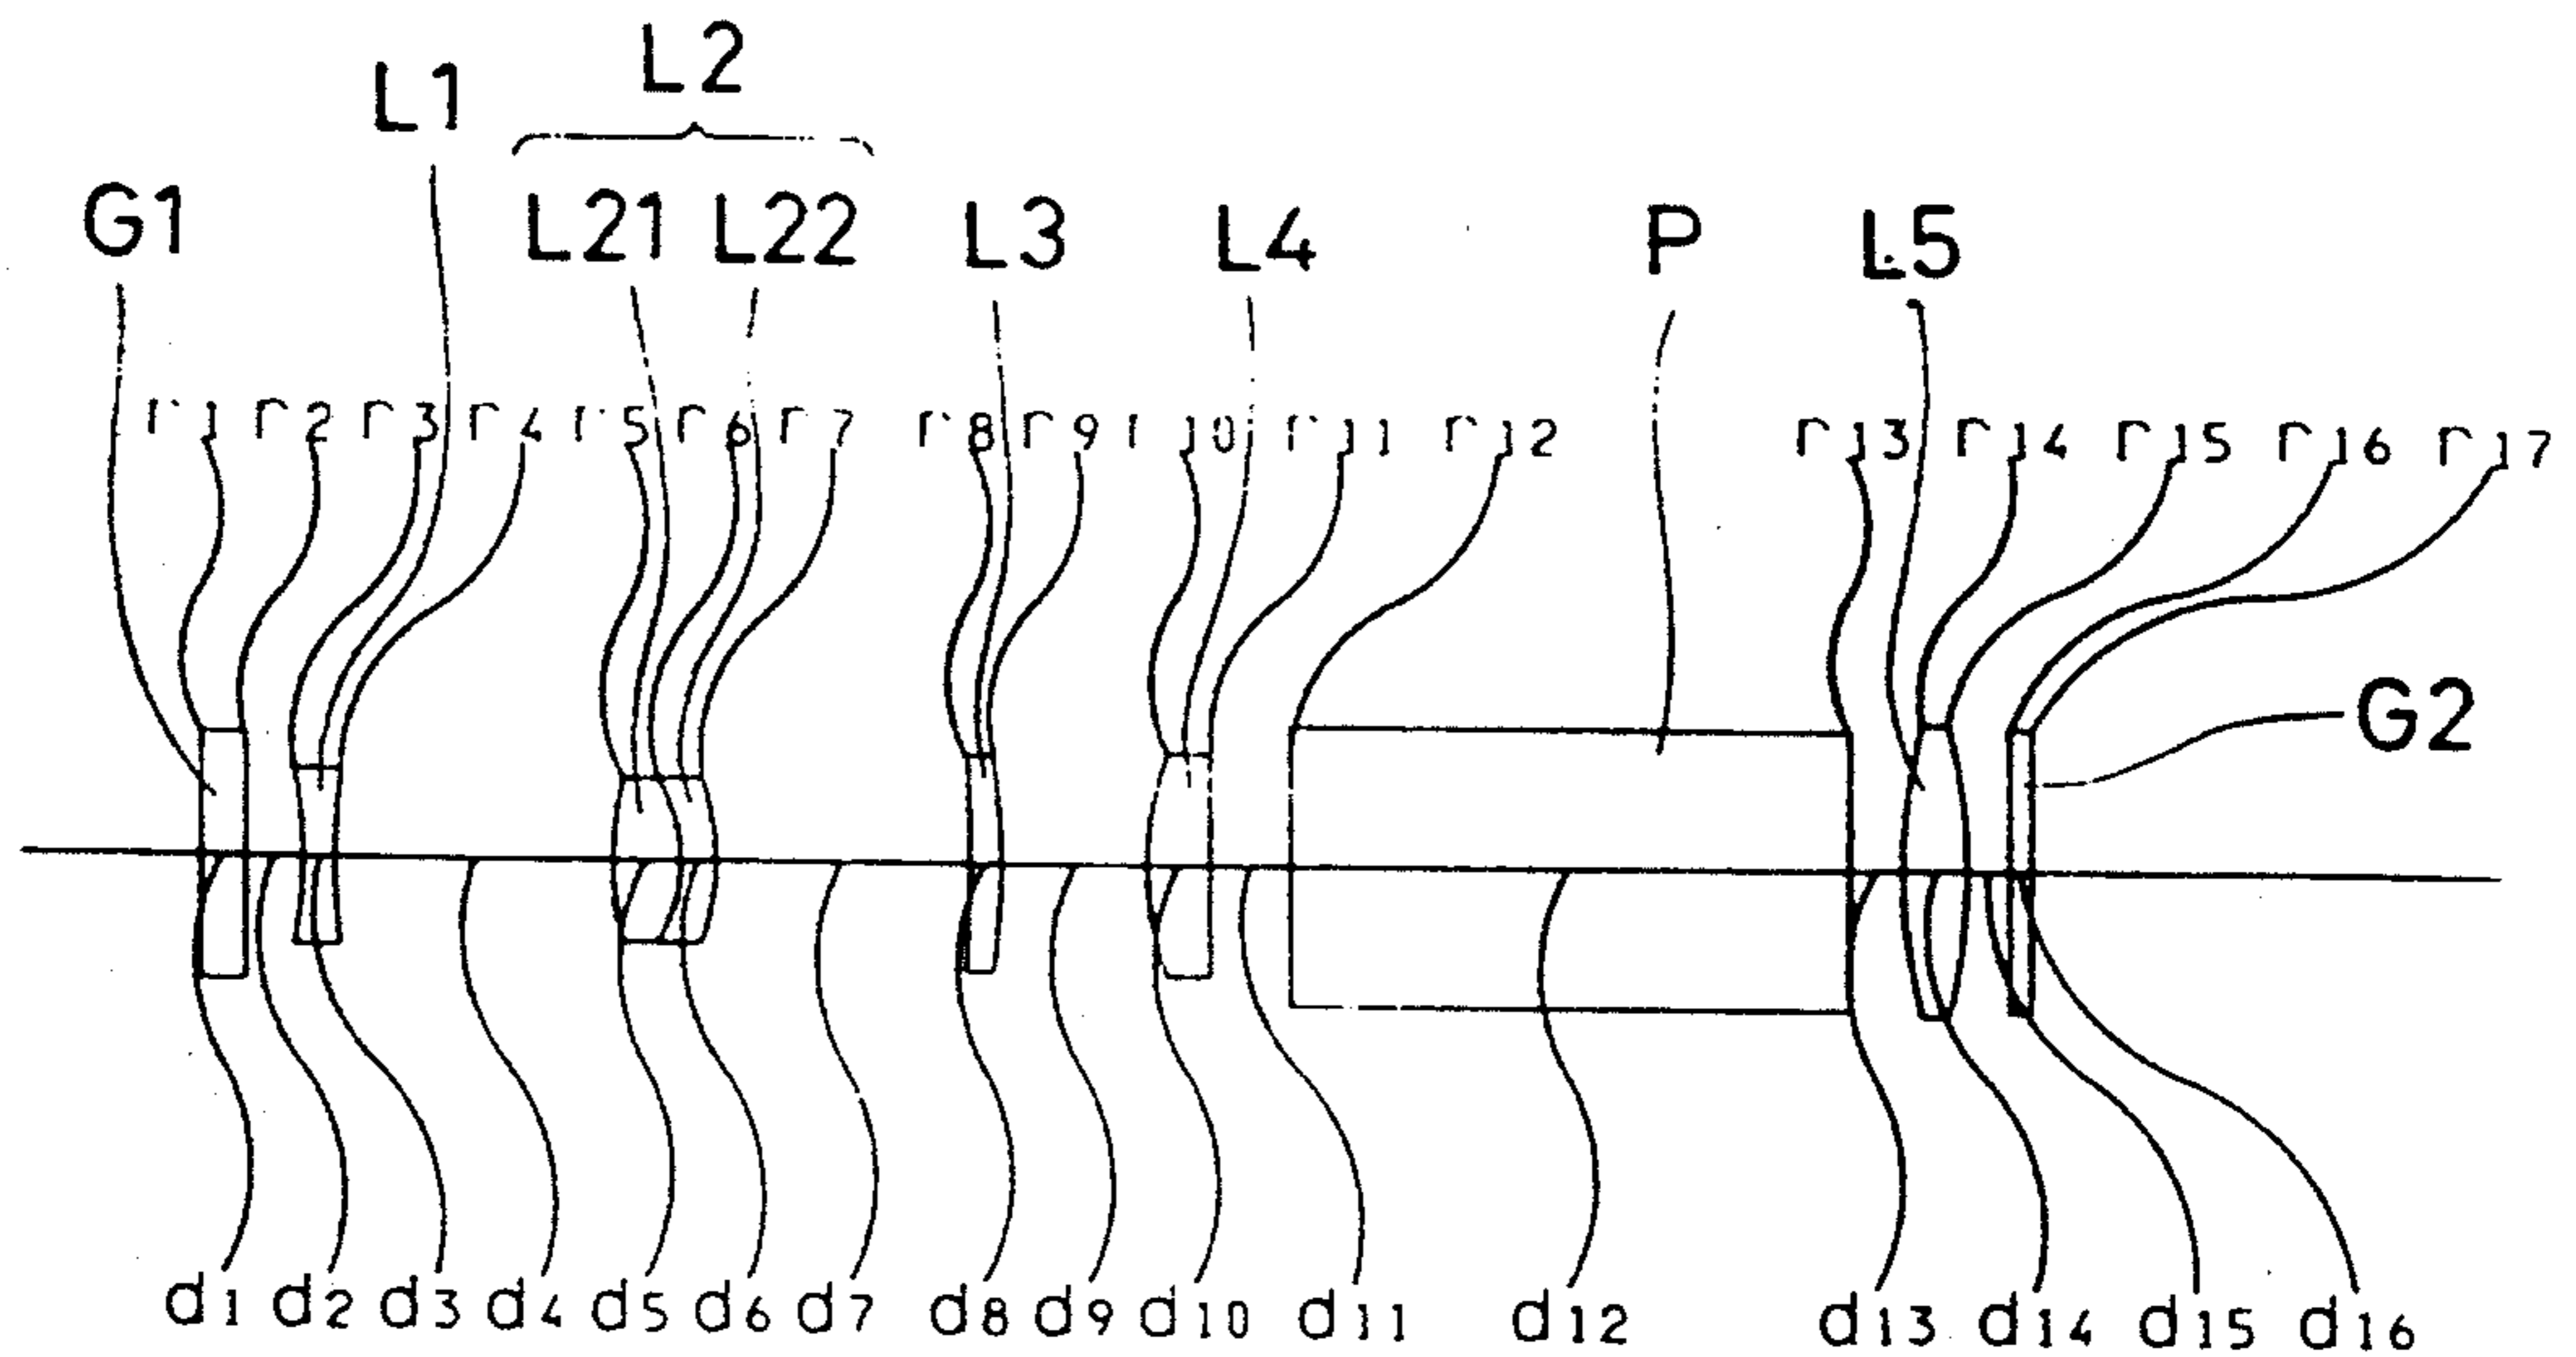 L2
L1
G1 L21 L22 L3 L4 P L5
r1 r2 r3 r4 r5 r6 r7 r8 r9 r10 r11 r12 r13 r14 r15 r16 r17
G2
d1 d2 d3 d4 d5 d6 d7 d8 d9 d10 d11 d12 d13 d14 d15 d16